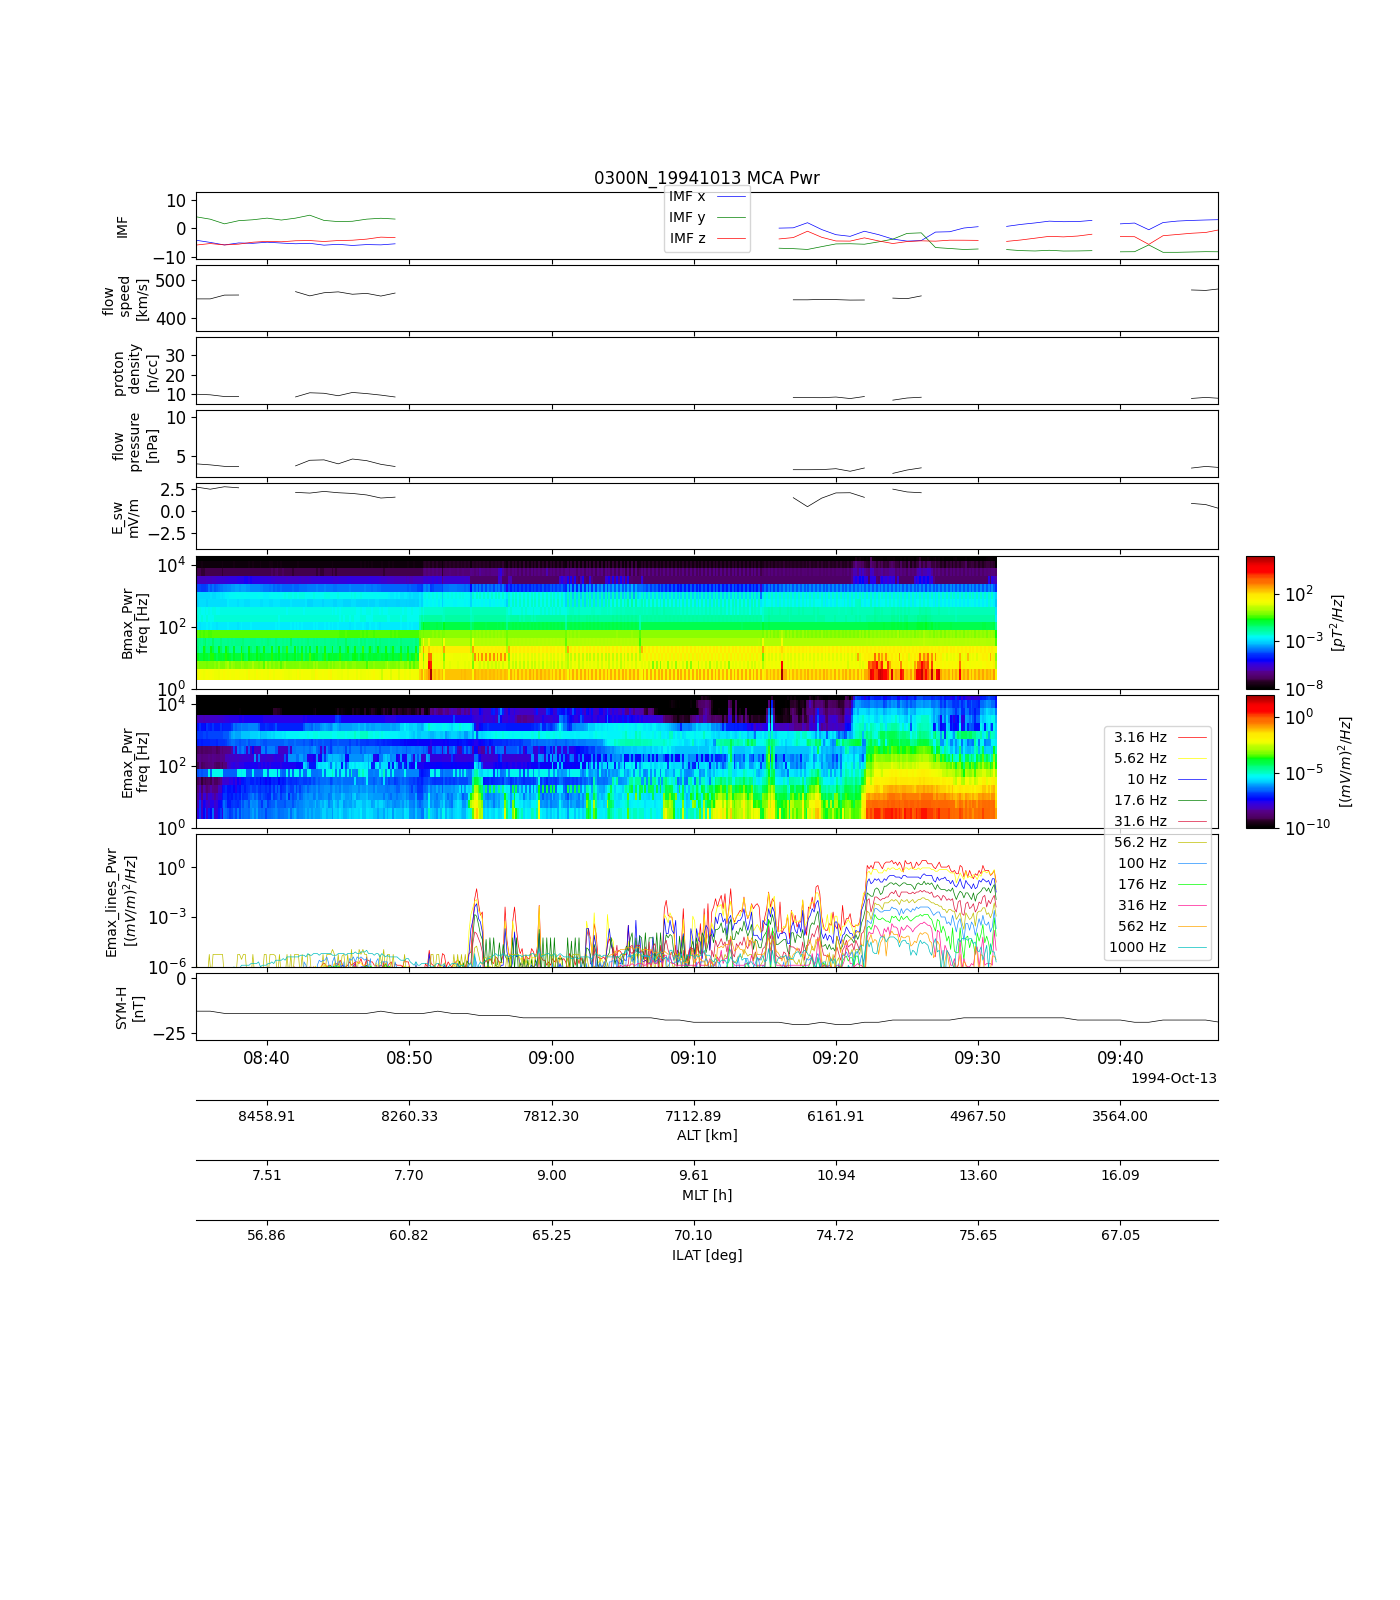 0300N_19941013 MCA Pwr
IMF
10
0
−10
IMF x
IMF y
IMF z
flow
speed
[km/s]
500
400
proton
density
[n/cc]
30
20
10
flow
pressure
[nPa]
10
5
E_sw
mV/m
2.5
0.0
−2.5
Bmax_Pwr
freq [Hz]
10^4
10^2
10^0
10^2
10^−3
10^−8
[pT^2/Hz]
Emax_Pwr
freq [Hz]
10^4
10^2
10^0
10^0
10^−5
10^−10
[(mV/m)^2/Hz]
3.16 Hz
5.62 Hz
10 Hz
17.6 Hz
31.6 Hz
56.2 Hz
100 Hz
176 Hz
316 Hz
562 Hz
1000 Hz
Emax_lines_Pwr
[(mV/m)^2/Hz]
10^0
10^−3
10^−6
SYM-H
[nT]
0
−25
08:40 08:50 09:00 09:10 09:20 09:30 09:40
1994-Oct-13
8458.91 8260.33 7812.30 7112.89 6161.91 4967.50 3564.00
ALT [km]
7.51 7.70 9.00 9.61 10.94 13.60 16.09
MLT [h]
56.86 60.82 65.25 70.10 74.72 75.65 67.05
ILAT [deg]